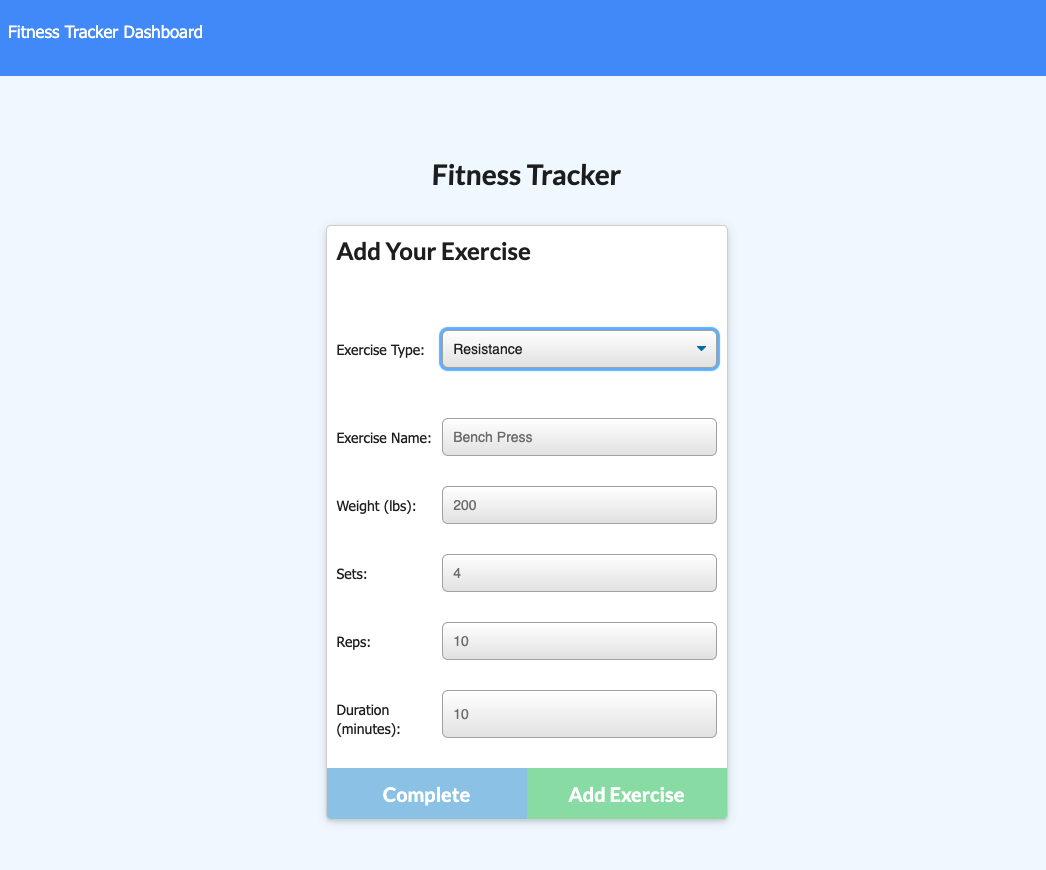 Fitness Tracker Dashboard
Fitness Tracker
Add Your Exercise
Exercise Type: Resistance
Exercise Name: Bench Press
Weight (lbs): 200
Sets: 4
Reps: 10
Duration
(minutes): 10
Complete Add Exercise